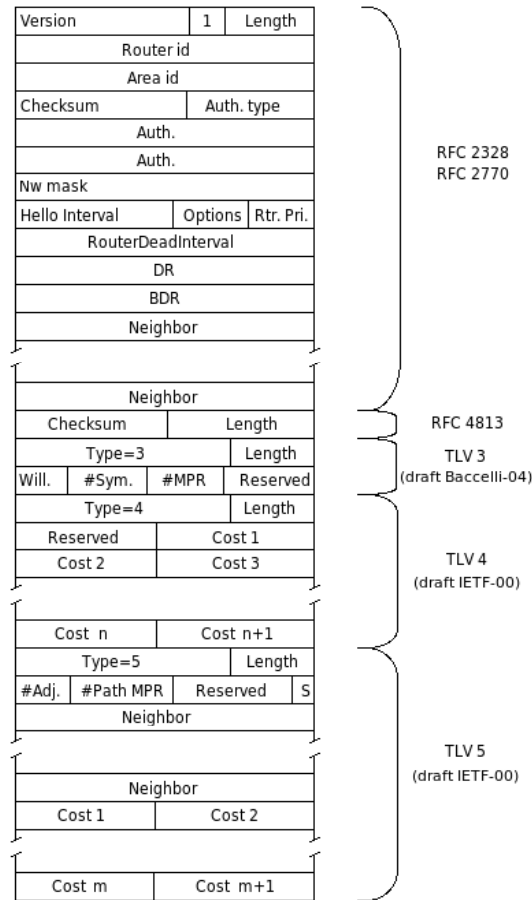 Version 1 Length
Router id
Area id
Checksum Auth. type
Auth.
Auth.
Nw mask
Hello Interval Options Rtr. Pri.
RouterDeadInterval
DR
BDR
Neighbor
Neighbor
Checksum Length
Type=3 Length
Will. #Sym. #MPR Reserved
Type=4 Length
Reserved Cost 1
Cost 2 Cost 3
Cost n Cost n+1
Type=5 Length
#Adj. #Path MPR Reserved S
Neighbor
Neighbor
Cost 1 Cost 2
Cost m Cost m+1
RFC 2328
RFC 2770
RFC 4813
TLV 3
(draft Baccelli-04)
TLV 4
(draft IETF-00)
TLV 5
(draft IETF-00)